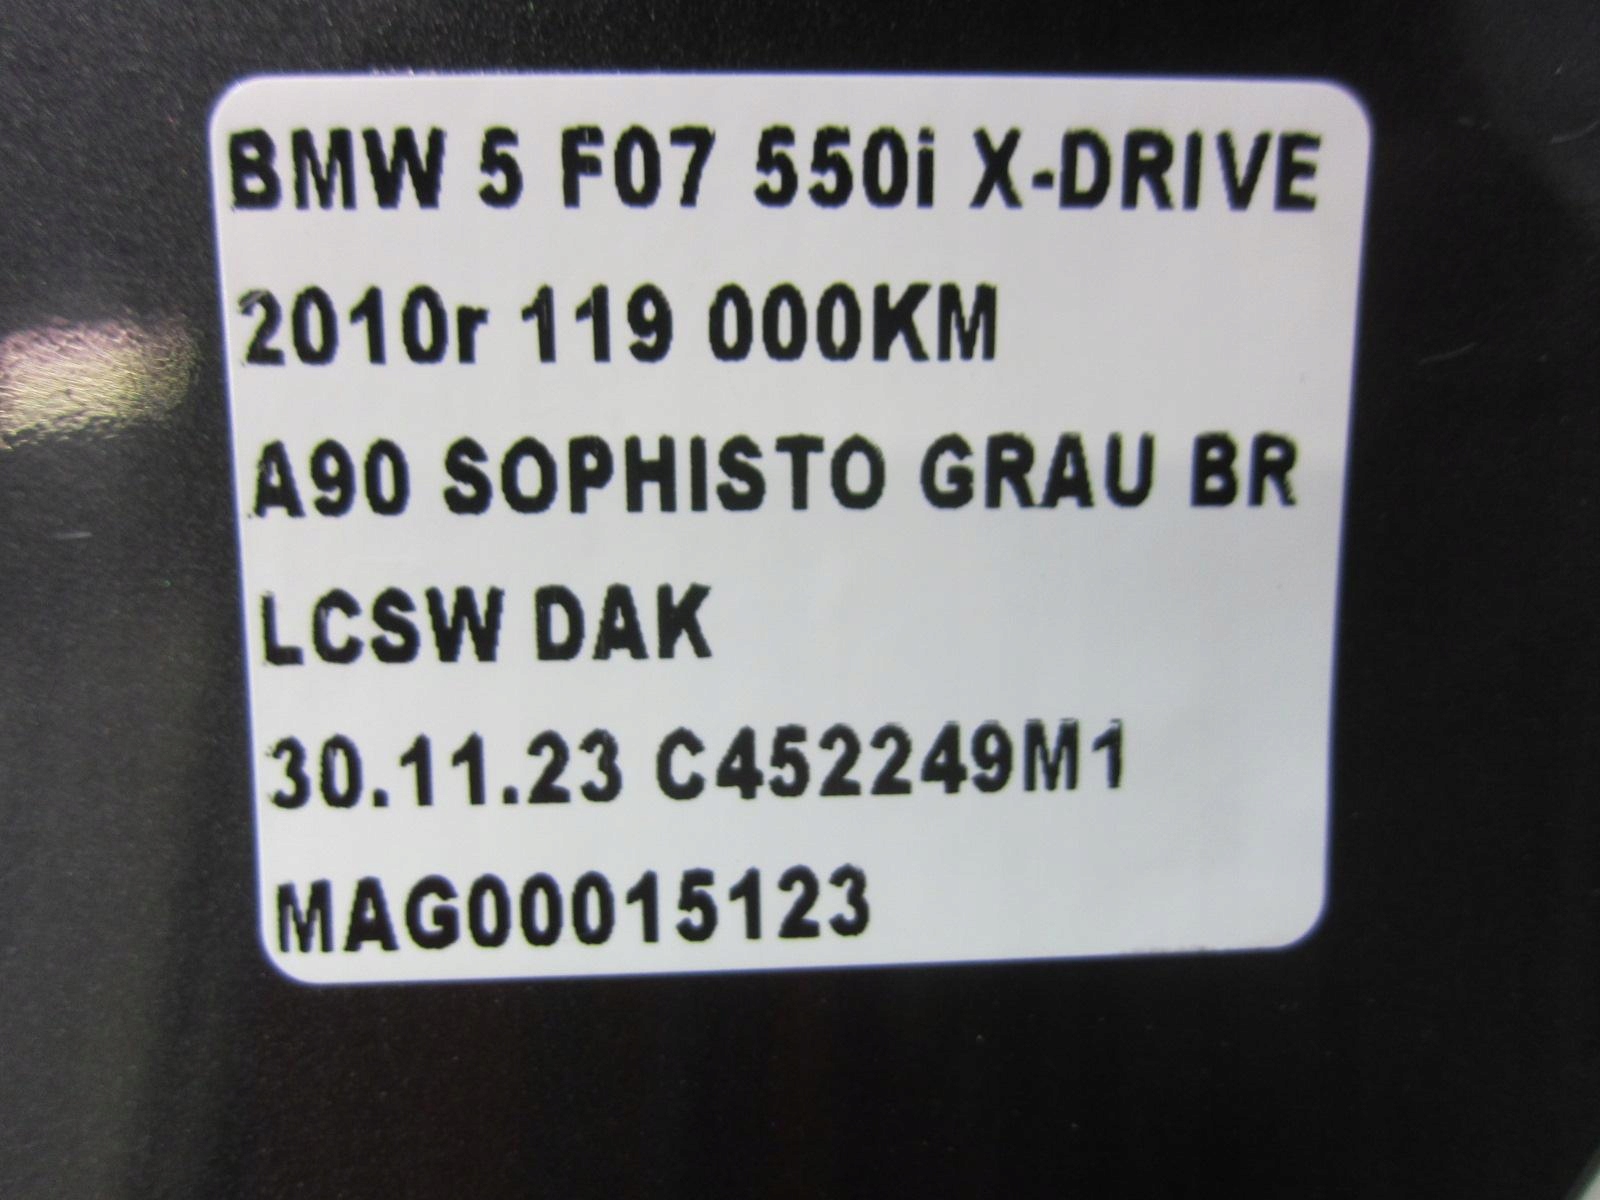 BMW 5 F07 550i X-DRIVE
2010r 119 000KM
A90 SOPHISTO GRAU BR
LCSW DAK
30.11.23 C452249M1
MAG00015123